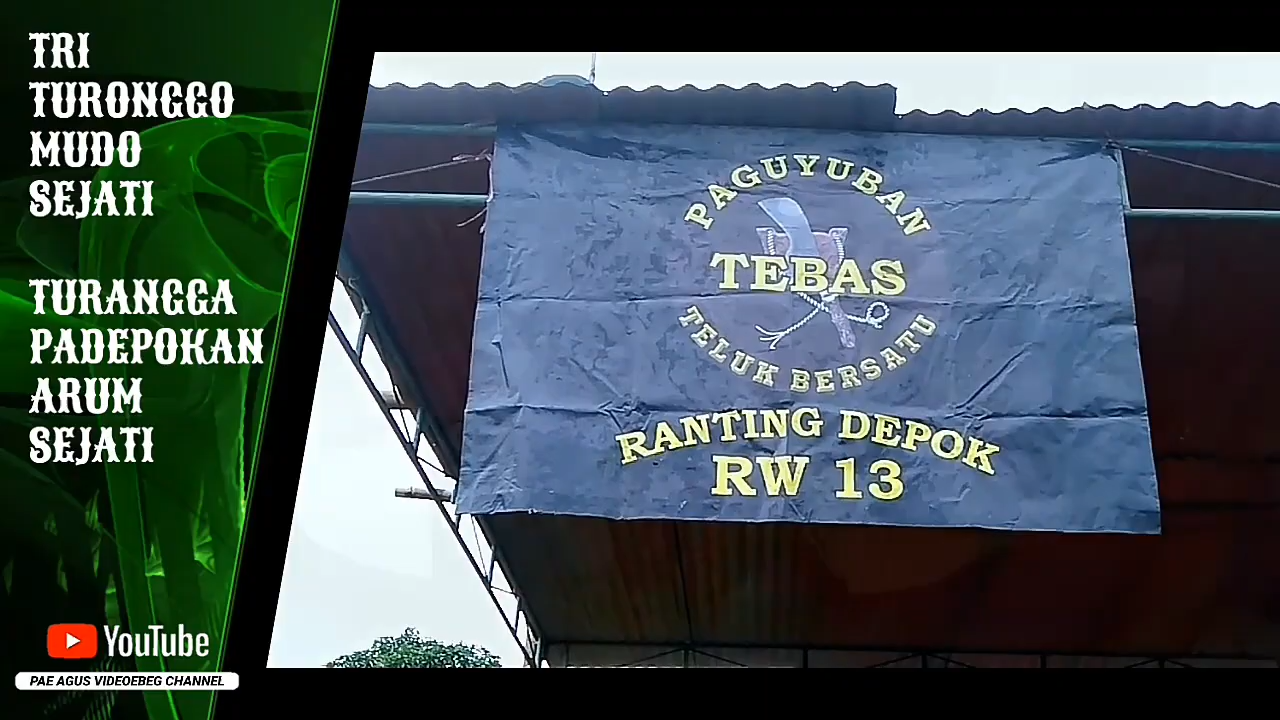 TRI
TURONGGO
MUDO
SEJATI
TURANGGA
PADEPOKAN
ARUM
SEJATI
YouTube
PAE AGUS VIDEOEBEG CHANNEL
PAGUYUBAN
TEBAS
TELUK BERSATU
RANTING DEPOK
RW 13